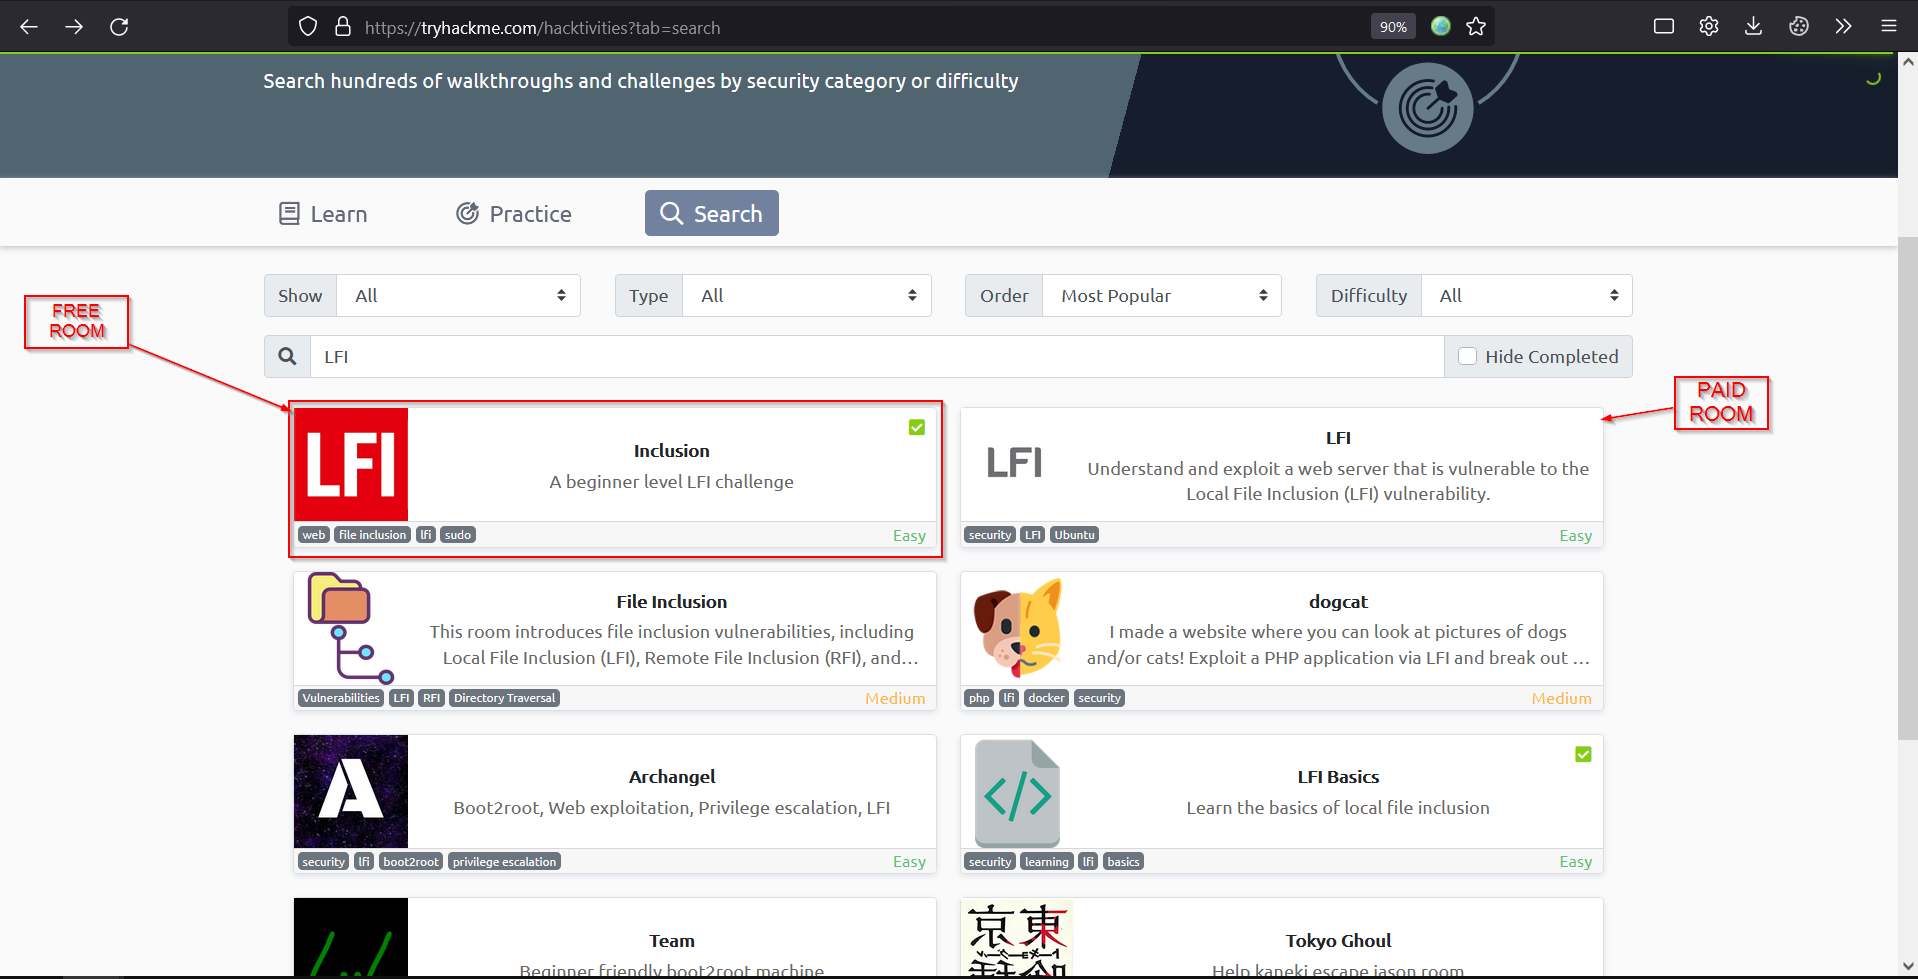 https://tryhackme.com/hacktivities?tab=search
90%
Search hundreds of walkthroughs and challenges by security category or difficulty
Learn
Practice
Search
Show
All
Type
All
Order
Most Popular
Difficulty
All
FREE
ROOM
LFI
Hide Completed
PAID
ROOM
LFI
Inclusion
A beginner level LFI challenge
web
file inclusion
lfi
sudo
Easy
LFI
LFI
Understand and exploit a web server that is vulnerable to the
Local File Inclusion (LFI) vulnerability.
security
LFI
Ubuntu
Easy
File Inclusion
This room introduces file inclusion vulnerabilities, including
Local File Inclusion (LFI), Remote File Inclusion (RFI), and...
Vulnerabilities
LFI
RFI
Directory Traversal
Medium
dogcat
I made a website where you can look at pictures of dogs
and/or cats! Exploit a PHP application via LFI and break out ...
php
lfi
docker
security
Medium
A
Archangel
Boot2root, Web exploitation, Privilege escalation, LFI
security
lfi
boot2root
privilege escalation
Easy
</>
LFI Basics
Learn the basics of local file inclusion
security
learning
lfi
basics
Easy
/../
Team
Beginner friendly boot2root machine
京東
Tokyo Ghoul
Help kaneki escape jason room